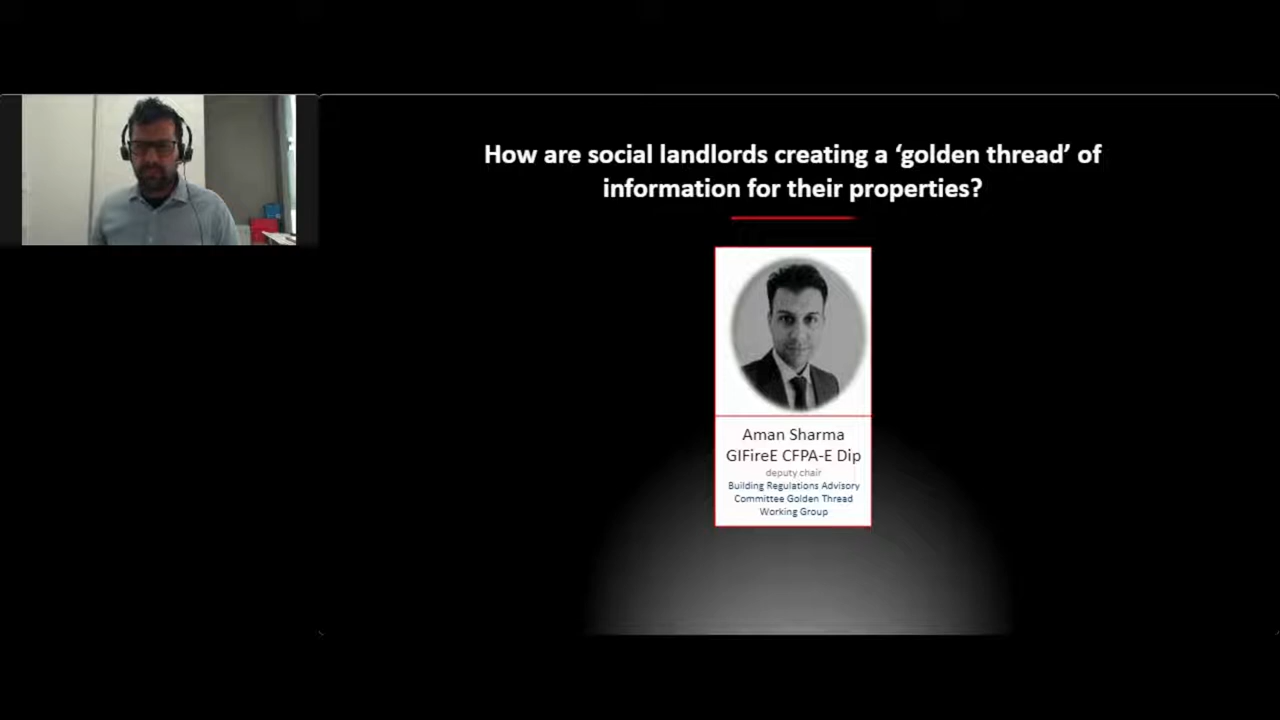 How are social landlords creating a ‘golden thread’ of
information for their properties?
Aman Sharma
GIFireE CFPA-E Dip
deputy chair
Building Regulations Advisory
Committee Golden Thread
Working Group